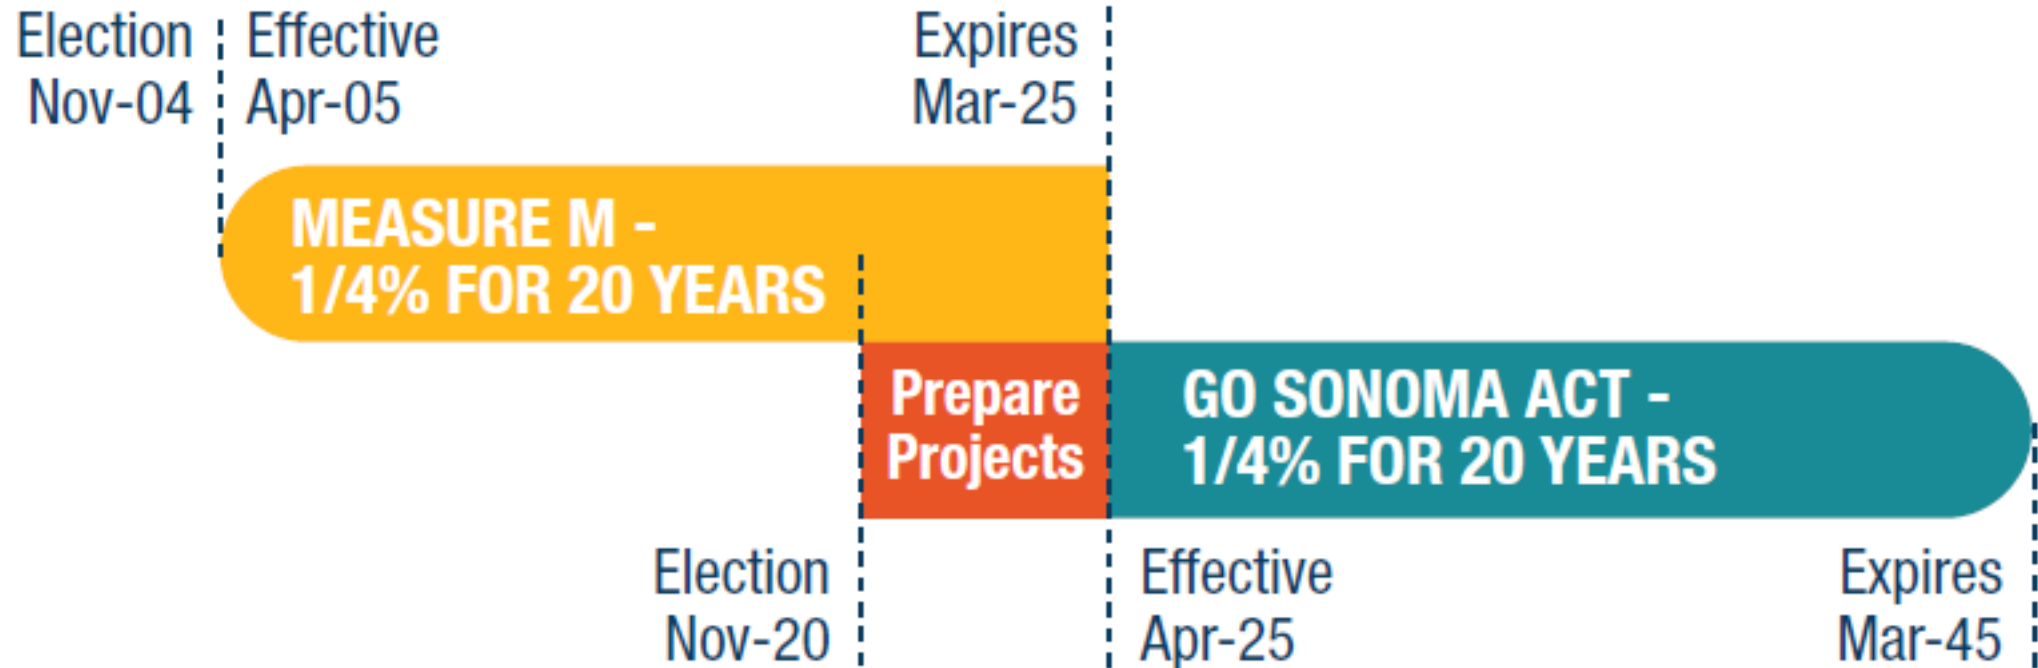 Election
Nov-04
Effective
Apr-05
Expires
Mar-25
MEASURE M -
1/4% FOR 20 YEARS
Prepare
Projects
GO SONOMA ACT -
1/4% FOR 20 YEARS
Election
Nov-20
Effective
Apr-25
Expires
Mar-45